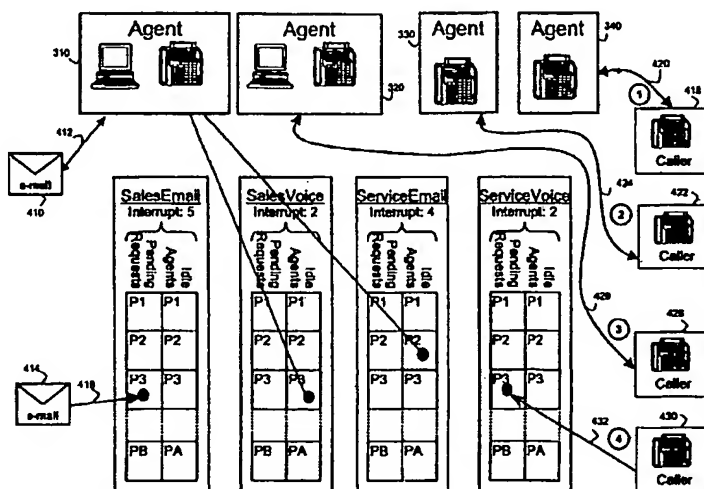 Agent
310
Agent
320
Agent
330
Agent
340
420
1
418
Caller
412
e-mail
410
424
2
422
Caller
SalesEmail
Interrupt: 5
Pending Requests
Idle Agents
P1 P1
P2 P2
P3 P3
PB PA
SalesVoice
Interrupt: 2
Pending Requests
Idle Agents
P1 P1
P2 P2
P3 P3
PB PA
ServiceEmail
Interrupt: 4
Pending Requests
Idle Agents
P1 P1
P2 P2
P3 P3
PB PA
ServiceVoice
Interrupt: 2
Pending Requests
Idle Agents
P1 P1
P2 P2
P3 P3
PB PA
3
Caller
414
e-mail
432
4
430
Caller